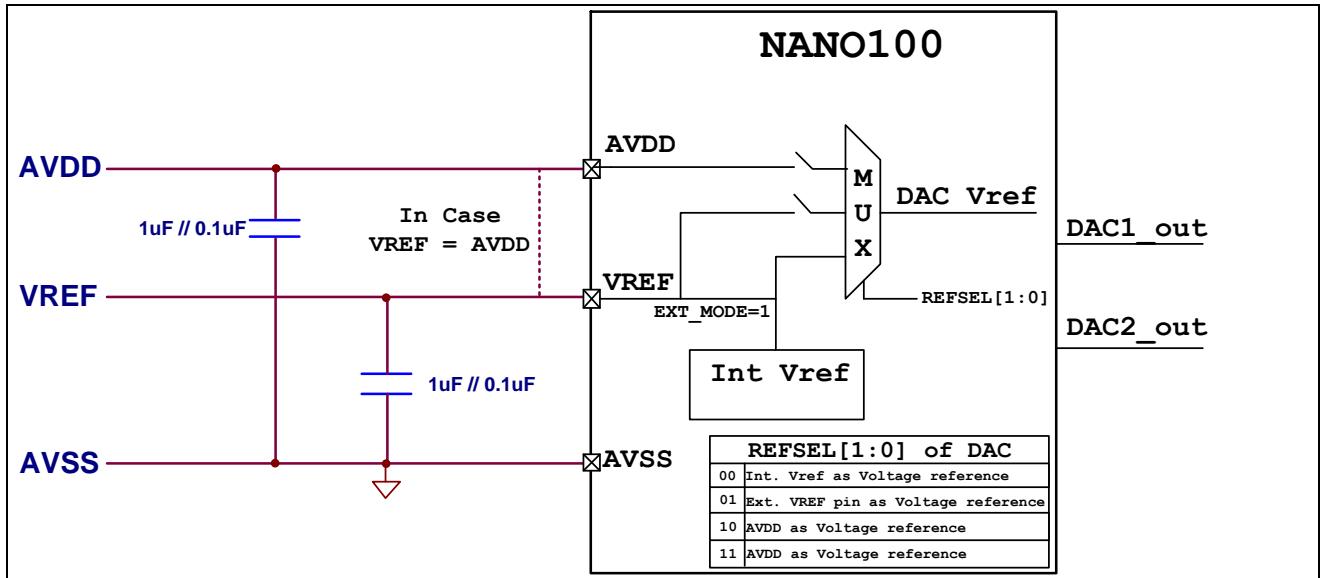 NANO100
AVDD
AVDD
1uF // 0.1uF
In Case
VREF = AVDD
M
U
X
DAC Vref
DAC1_out
VREF
VREF
EXT_MODE=1
REFSEL[1:0]
DAC2_out
Int Vref
1uF // 0.1uF
AVSS
AVSS
REFSEL[1:0] of DAC
00 Int. Vref as Voltage reference
01 Ext. VREF pin as Voltage reference
10 AVDD as Voltage reference
11 AVDD as Voltage reference